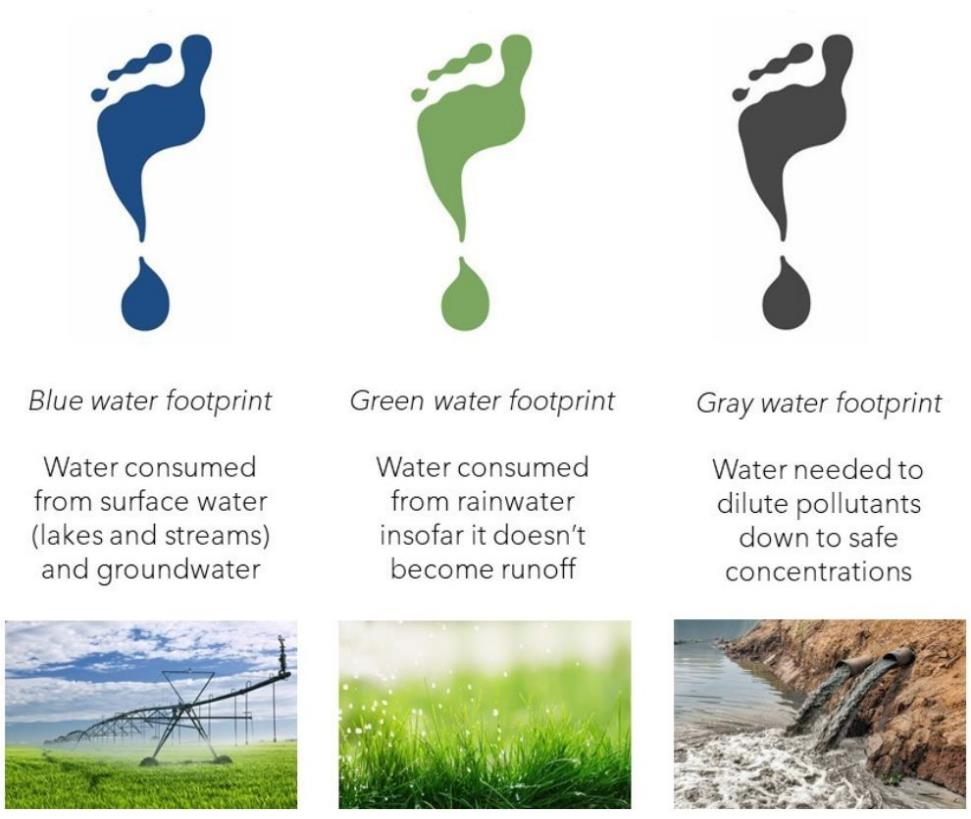 Blue water footprint
Water consumed
from surface water
(lakes and streams)
and groundwater
Green water footprint
Water consumed
from rainwater
insofar it doesn't
become runoff
Gray water footprint
Water needed to
dilute pollutants
down to safe
concentrations